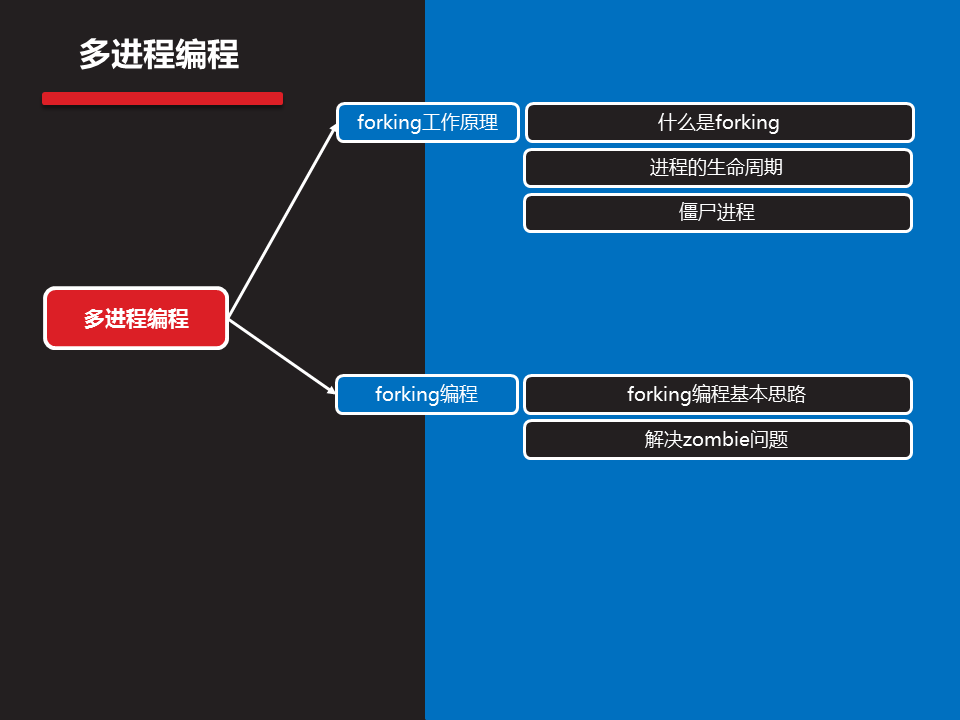 多进程编程
forking工作原理
什么是forking
进程的生命周期
僵尸进程
多进程编程
forking编程
forking编程基本思路
解决zombie问题